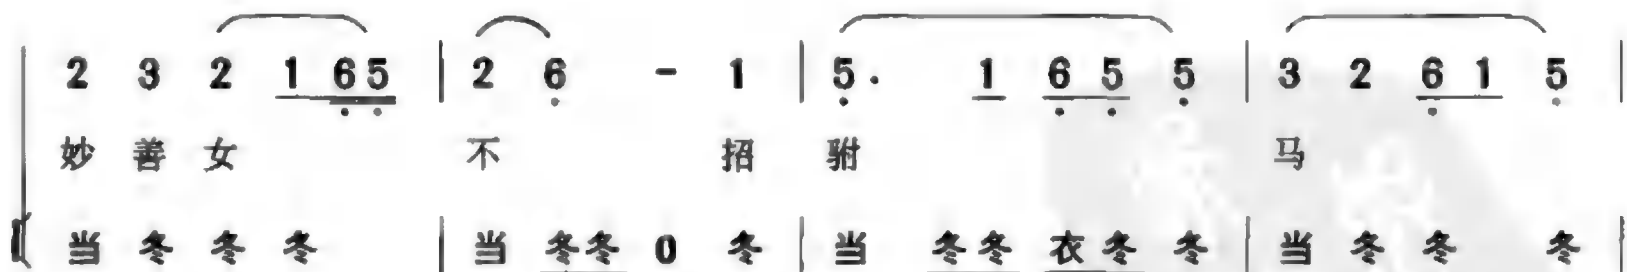 2 3 2 1 6 5 | 2 6 - 1 | 5. 1 6 5 5 | 3 2 6 1 5 |
妙 善 女 不 招 驸 马
当 冬 冬 冬 | 当 冬冬 0 冬 | 当 冬冬 衣冬 冬 | 当 冬 冬 冬 |